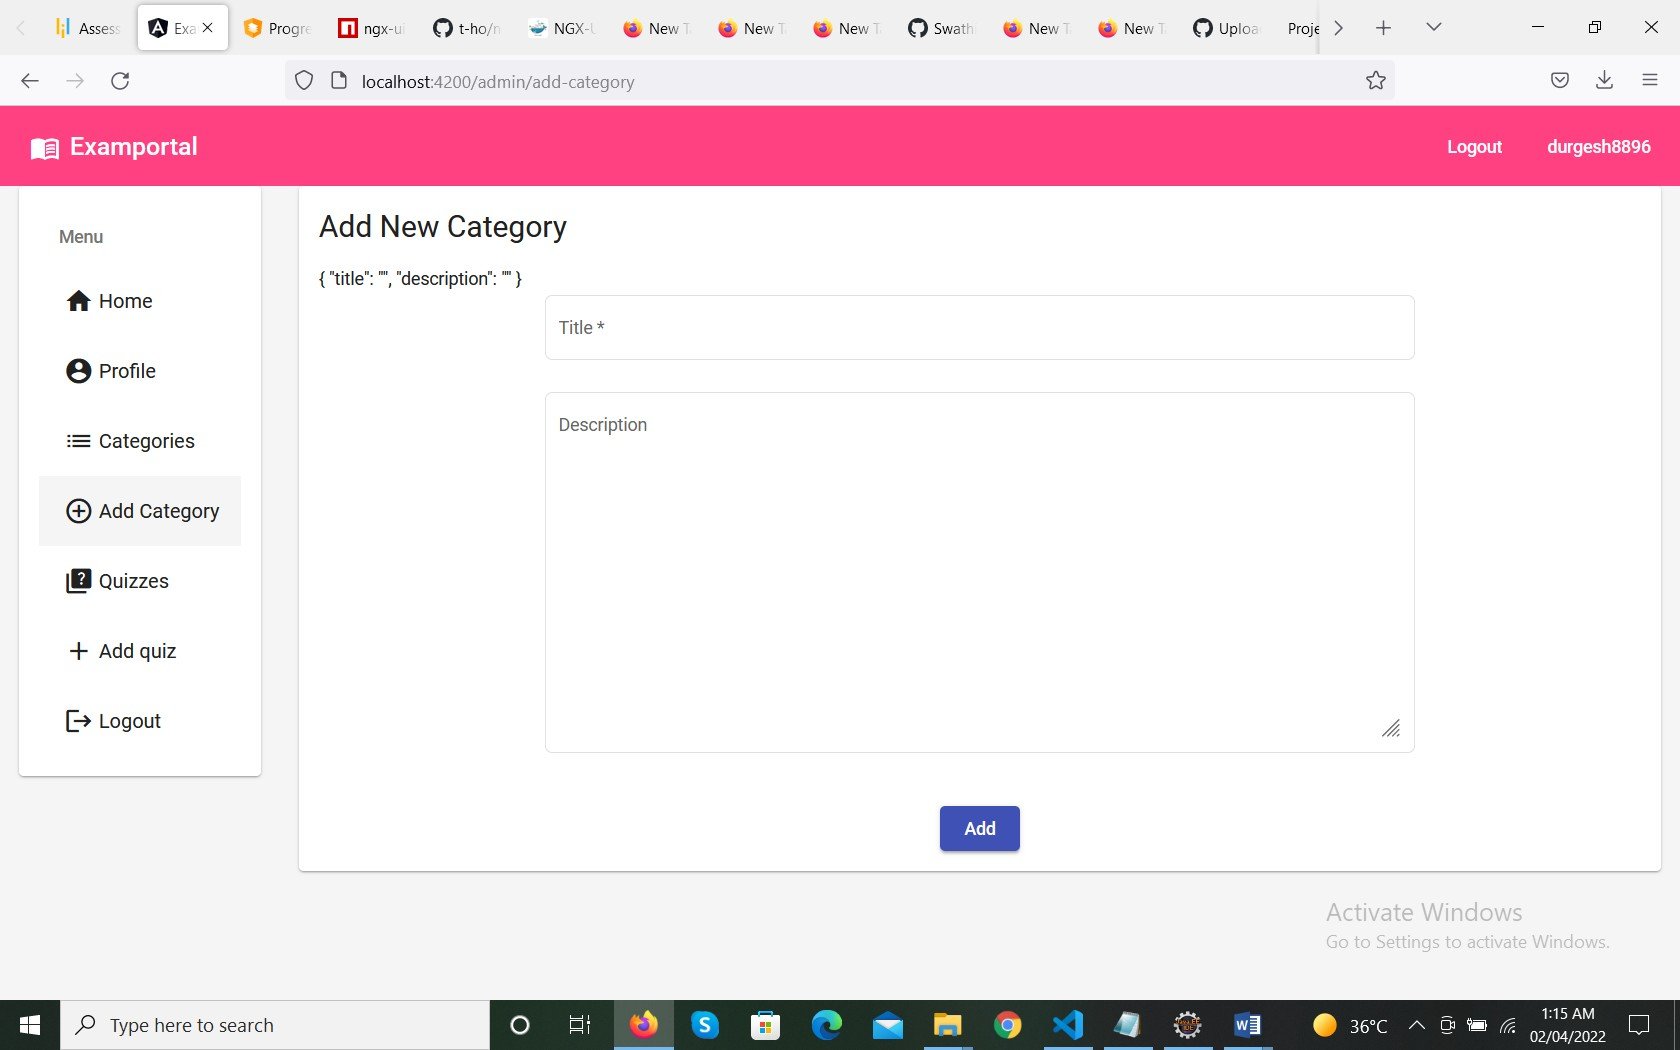 Assess
Exa
Progre
ngx-ui
t-ho/n
NGX-U
New T
New T
New T
Swath
New T
New T
Uploa
Proje
localhost:4200/admin/add-category
Examportal
Logout
durgesh8896
Menu
Home
Profile
Categories
Add Category
Quizzes
Add quiz
Logout
Add New Category
{ "title": "", "description": "" }
Title *
Description
Add
Activate Windows
Go to Settings to activate Windows.
Type here to search
36°C
1:15 AM
02/04/2022